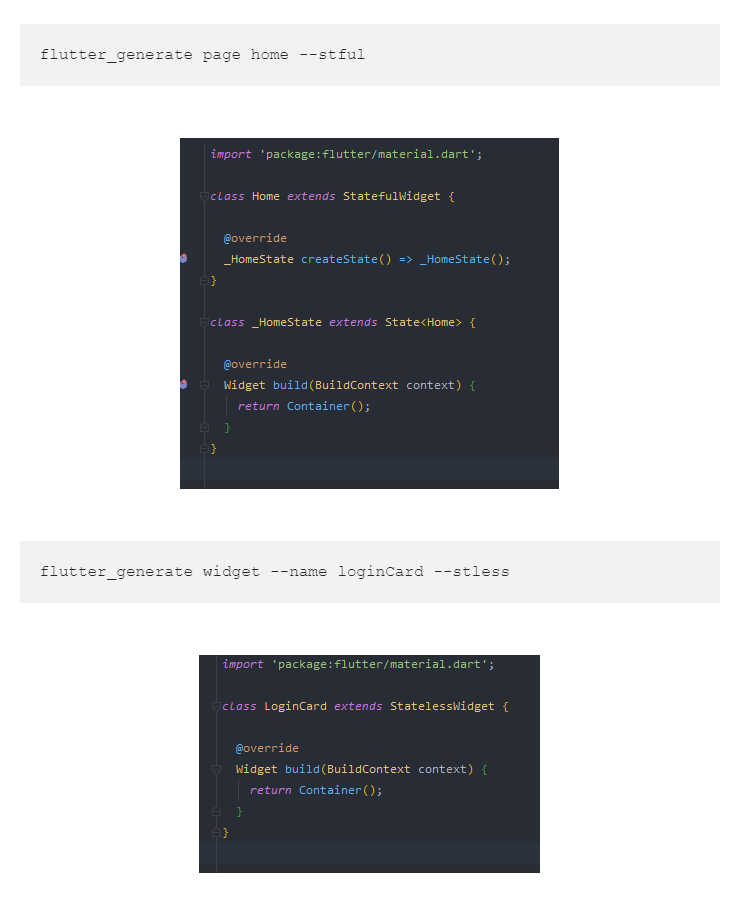 flutter_generate page home --stful
import 'package:flutter/material.dart';
class Home extends StatefulWidget {
@override
_HomeState createState() => _HomeState();
}
class _HomeState extends State<Home> {
@override
Widget build(BuildContext context) {
return Container();
}
}
flutter_generate widget --name loginCard --stless
import 'package:flutter/material.dart';
class LoginCard extends StatelessWidget {
@override
Widget build(BuildContext context) {
return Container();
}
}